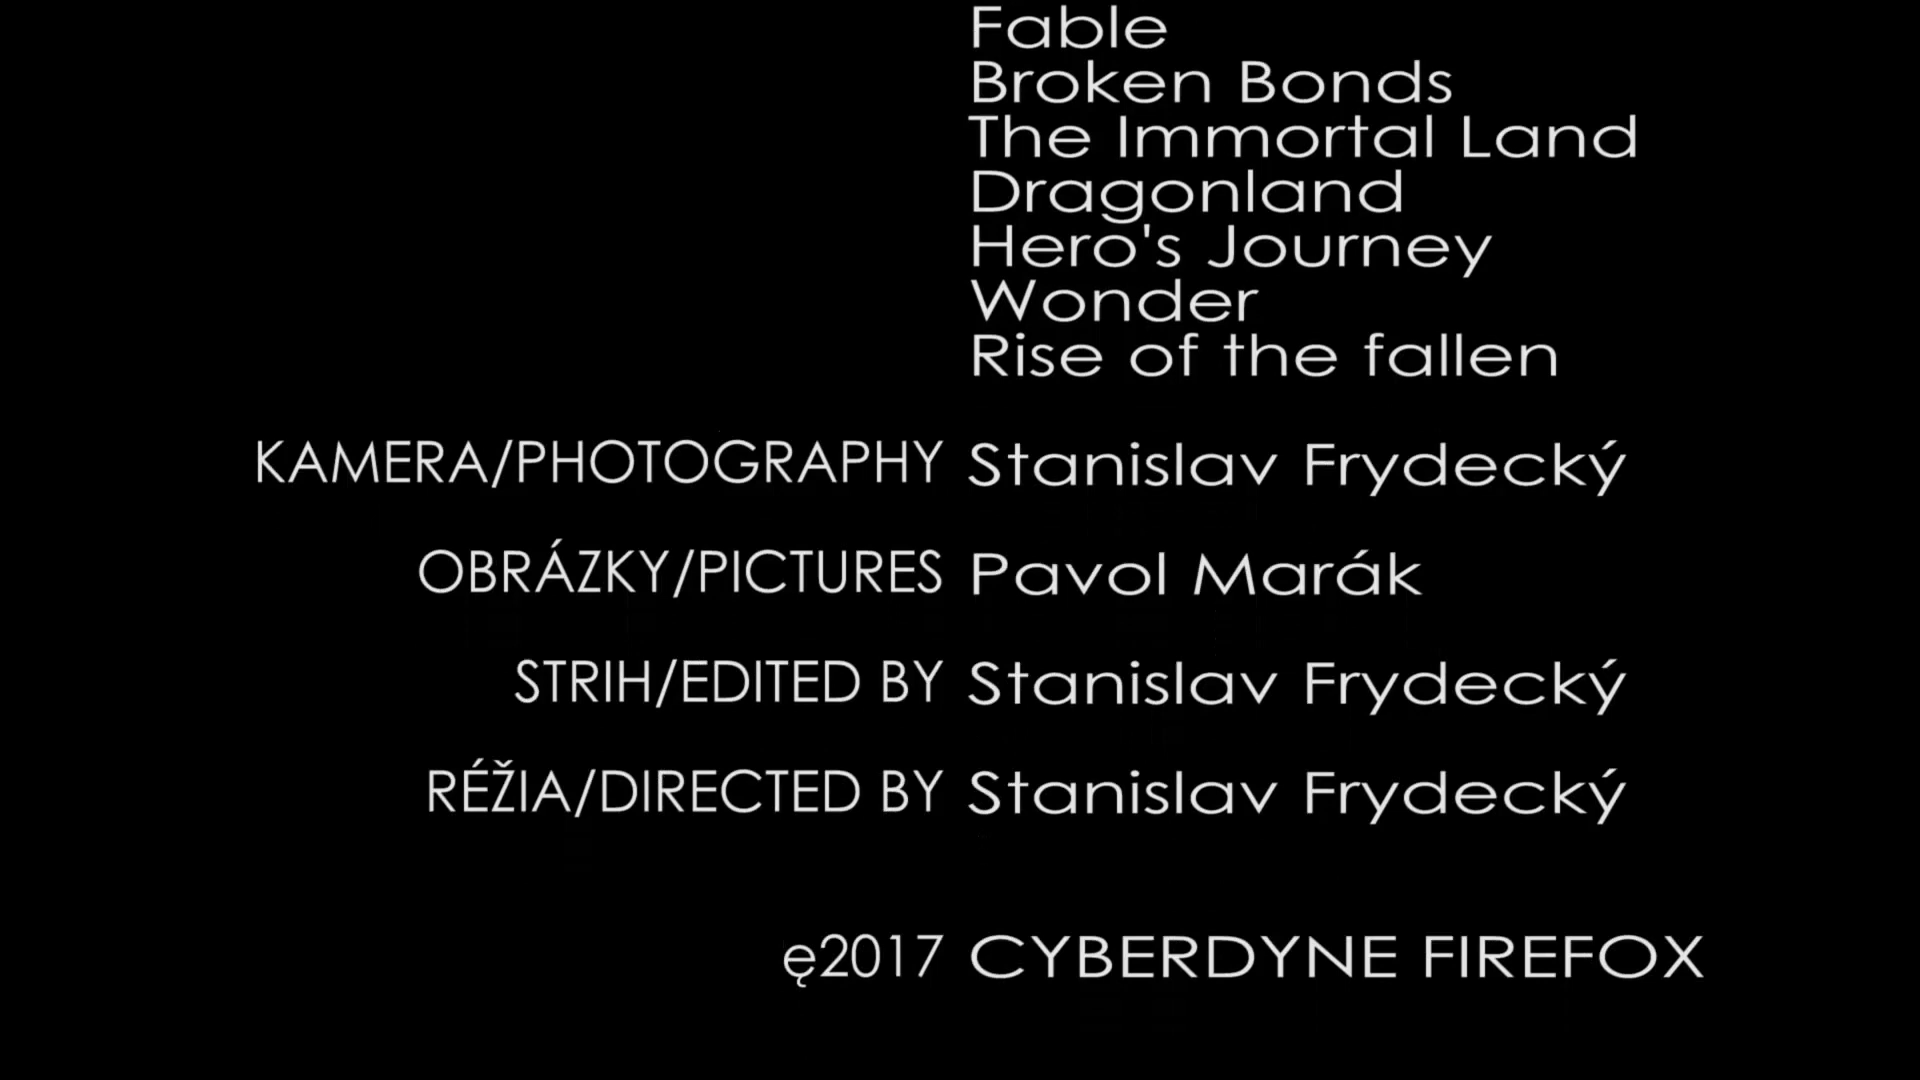 Fable
Broken Bonds
The Immortal Land
Dragonland
Hero's Journey
Wonder
Rise of the fallen
KAMERA/PHOTOGRAPHY Stanislav Frydecký
OBRÁZKY/PICTURES Pavol Marák
STRIH/EDITED BY Stanislav Frydecký
RÉŽIA/DIRECTED BY Stanislav Frydecký
ę2017 CYBERDYNE FIREFOX